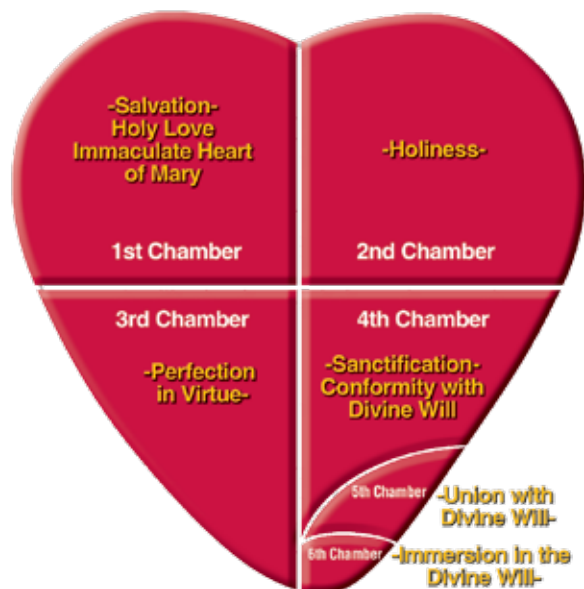 -Salvation-
Holy Love
Immaculate Heart
of Mary
1st Chamber
-Holiness-
2nd Chamber
3rd Chamber
-Perfection
in Virtue-
4th Chamber
-Sanctification-
Conformity with
Divine Will
5th Chamber
-Union with
Divine Will-
6th Chamber
-Immersion in the
Divine Will-